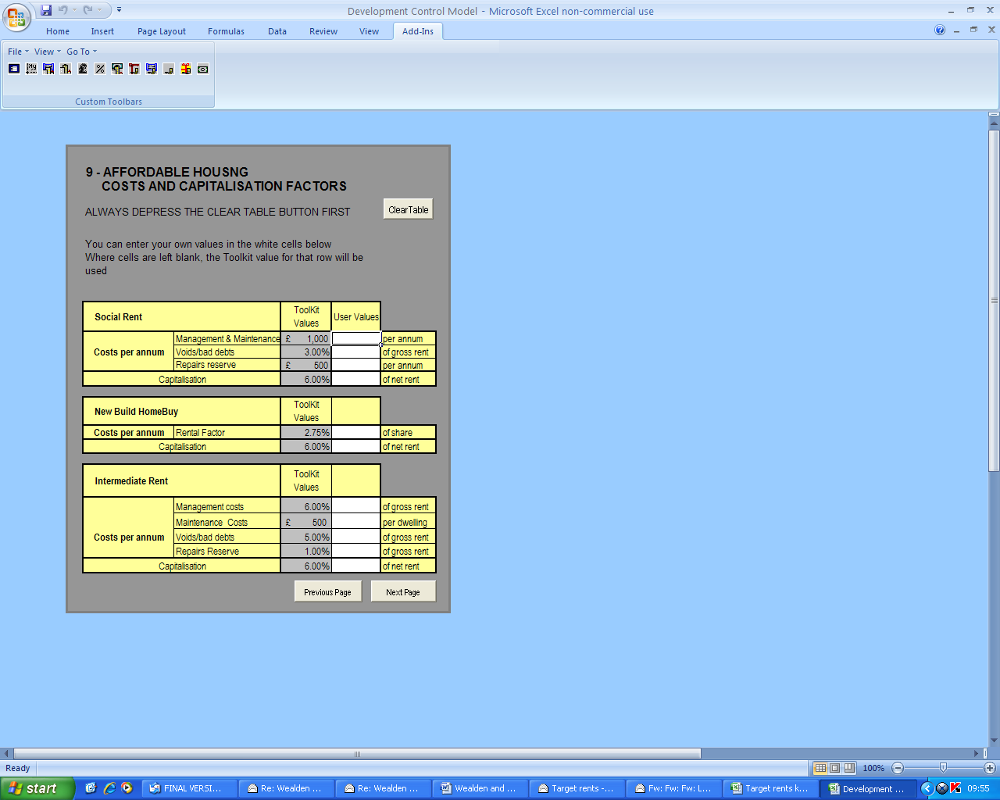 Development Control Model - Microsoft Excel non-commercial use
Home Insert Page Layout Formulas Data Review View Add-Ins
File View Go To
Custom Toolbars
9 - AFFORDABLE HOUSNG
COSTS AND CAPITALISATION FACTORS
ALWAYS DEPRESS THE CLEAR TABLE BUTTON FIRST
ClearTable
You can enter your own values in the white cells below
Where cells are left blank, the Toolkit value for that row will be
used
Social Rent ToolKit Values User Values
Costs per annum
Management & Maintenance £ 1,000 per annum
Voids/bad debts 3.00% of gross rent
Repairs reserve £ 500 per annum
Capitalisation 6.00% of net rent
New Build HomeBuy ToolKit Values
Costs per annum Rental Factor 2.75% of share
Capitalisation 6.00% of net rent
Intermediate Rent ToolKit Values
Costs per annum
Management costs 6.00% of gross rent
Maintenance Costs £ 500 per dwelling
Voids/bad debts 5.00% of gross rent
Repairs Reserve 1.00% of gross rent
Capitalisation 6.00% of net rent
Previous Page Next Page
Ready 100%
start FINAL VERSI... Re: Wealden ... Re: Wealden ... Wealden and ... Target rents -... Fw: Fw: Fw: L... Target rents k... Development ... 09:55